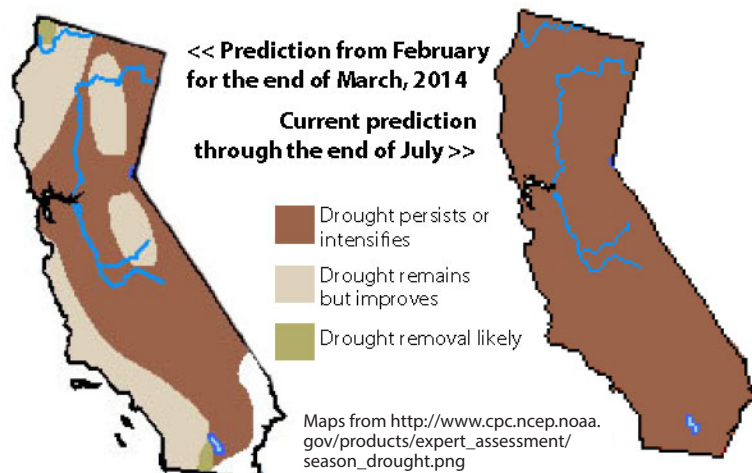 << Prediction from February
for the end of March, 2014
Current prediction
through the end of July >>
Drought persists or
intensifies
Drought remains
but improves
Drought removal likely
Maps from http://www.cpc.ncep.noaa.
gov/products/expert_assessment/
season_drought.png